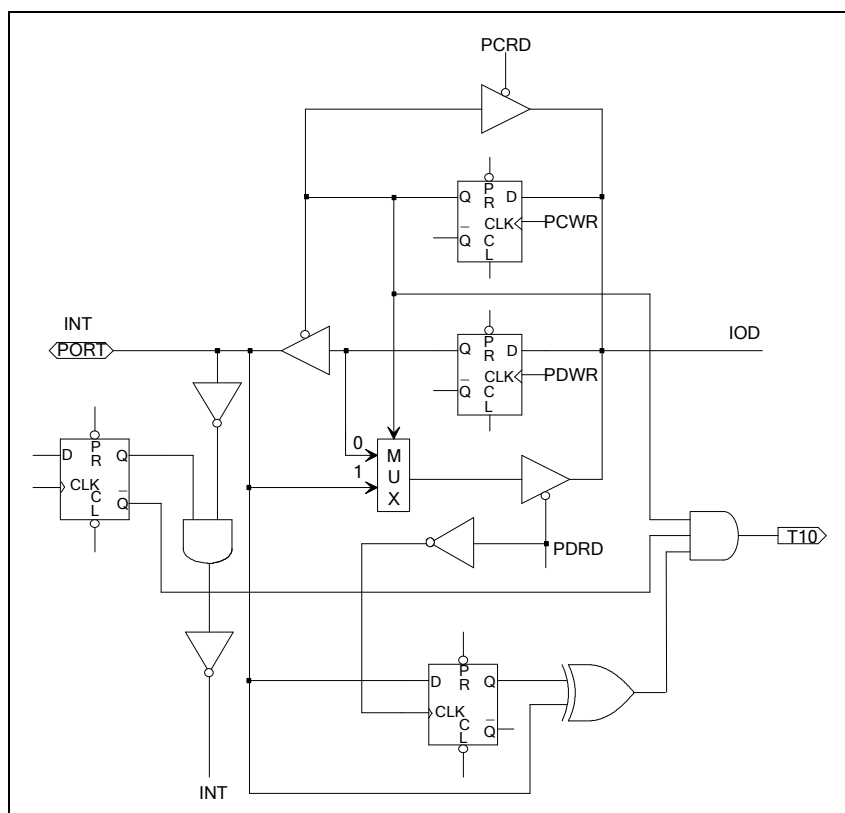 PCRD
Q P R D
CLK PCWR
Q C L
INT
PORT
IOD
Q P R D
CLK PDWR
Q C L
0 M U X
1
D P R Q
CLK
C L Q
T10
PDRD
D P R Q
CLK
C L Q
INT